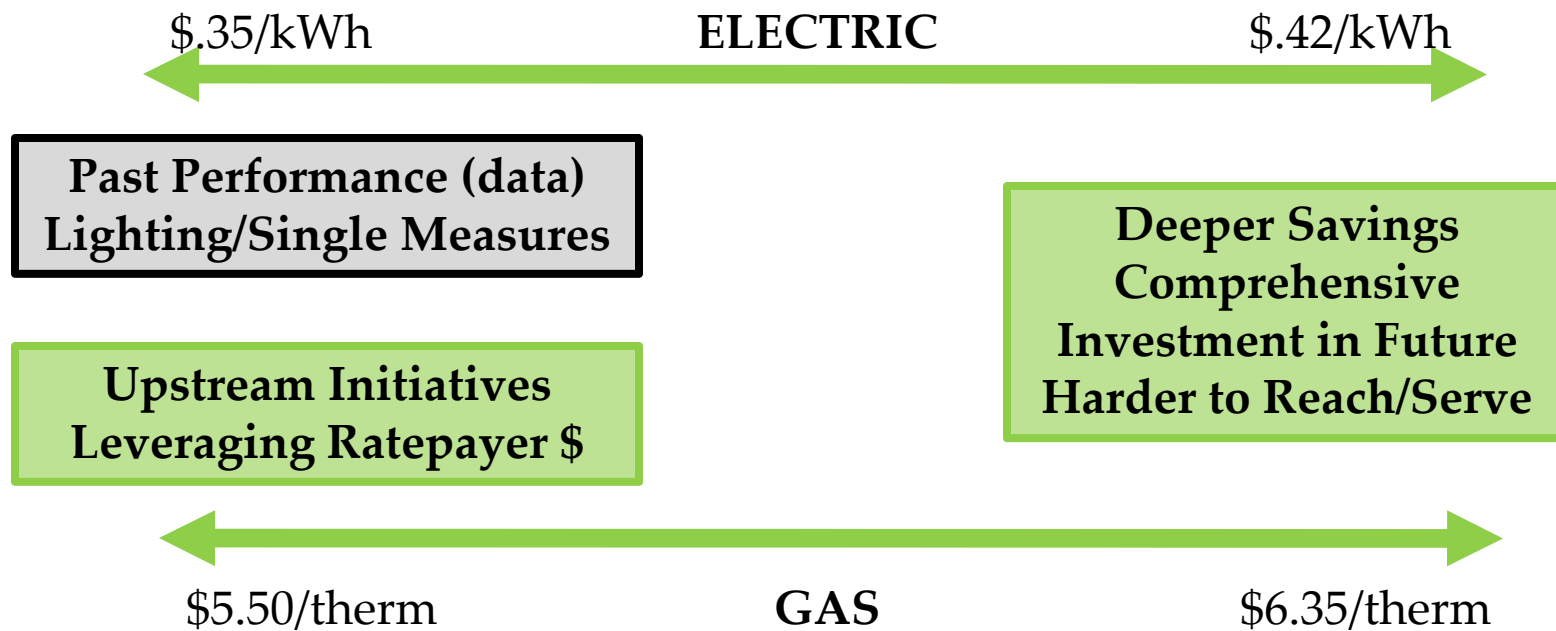 $.35/kWh ELECTRIC $.42/kWh
Past Performance (data)
Lighting/Single Measures
Upstream Initiatives
Leveraging Ratepayer $
Deeper Savings
Comprehensive
Investment in Future
Harder to Reach/Serve
$5.50/therm GAS $6.35/therm